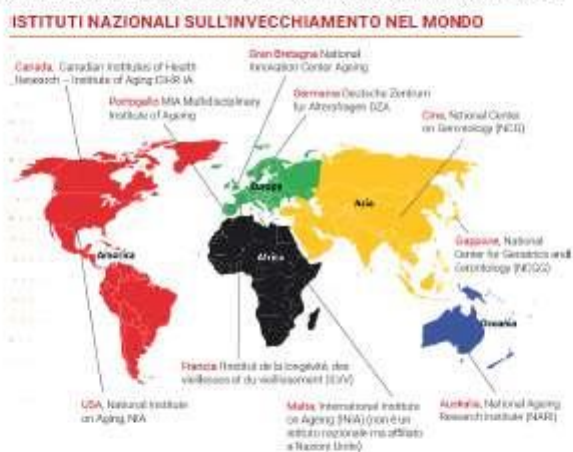 ISTITUTI NAZIONALI SULL'INVECCHIAMENTO NEL MONDO
Gran Bretagna National
Innovation Center Ageing
Canada, Canadian Institutes of Health
Research – Institute of Aging CIHR IA
Germania Deutsche Zentrum
fur Altersfragen DZA
Portogallo MIA Multidisciplinary
Institute of Ageing
Cina, National Center
on Gerontology (NCG)
Europa
Asia
America
Africa
Giappone, National
Center for Geriatrics and
Gerontology (NCGG)
Oceania
Francia l'Institut de la longévité, des
vieillesses et du vieillissement (ILVV)
USA, National Institute
on Aging, NIA
Malta, International Institute
on Ageing (INIA) (non è un
istituto nazionale ma affiliato
a Nazioni Unite)
Australia, National Ageing
Research Institute (NARI)